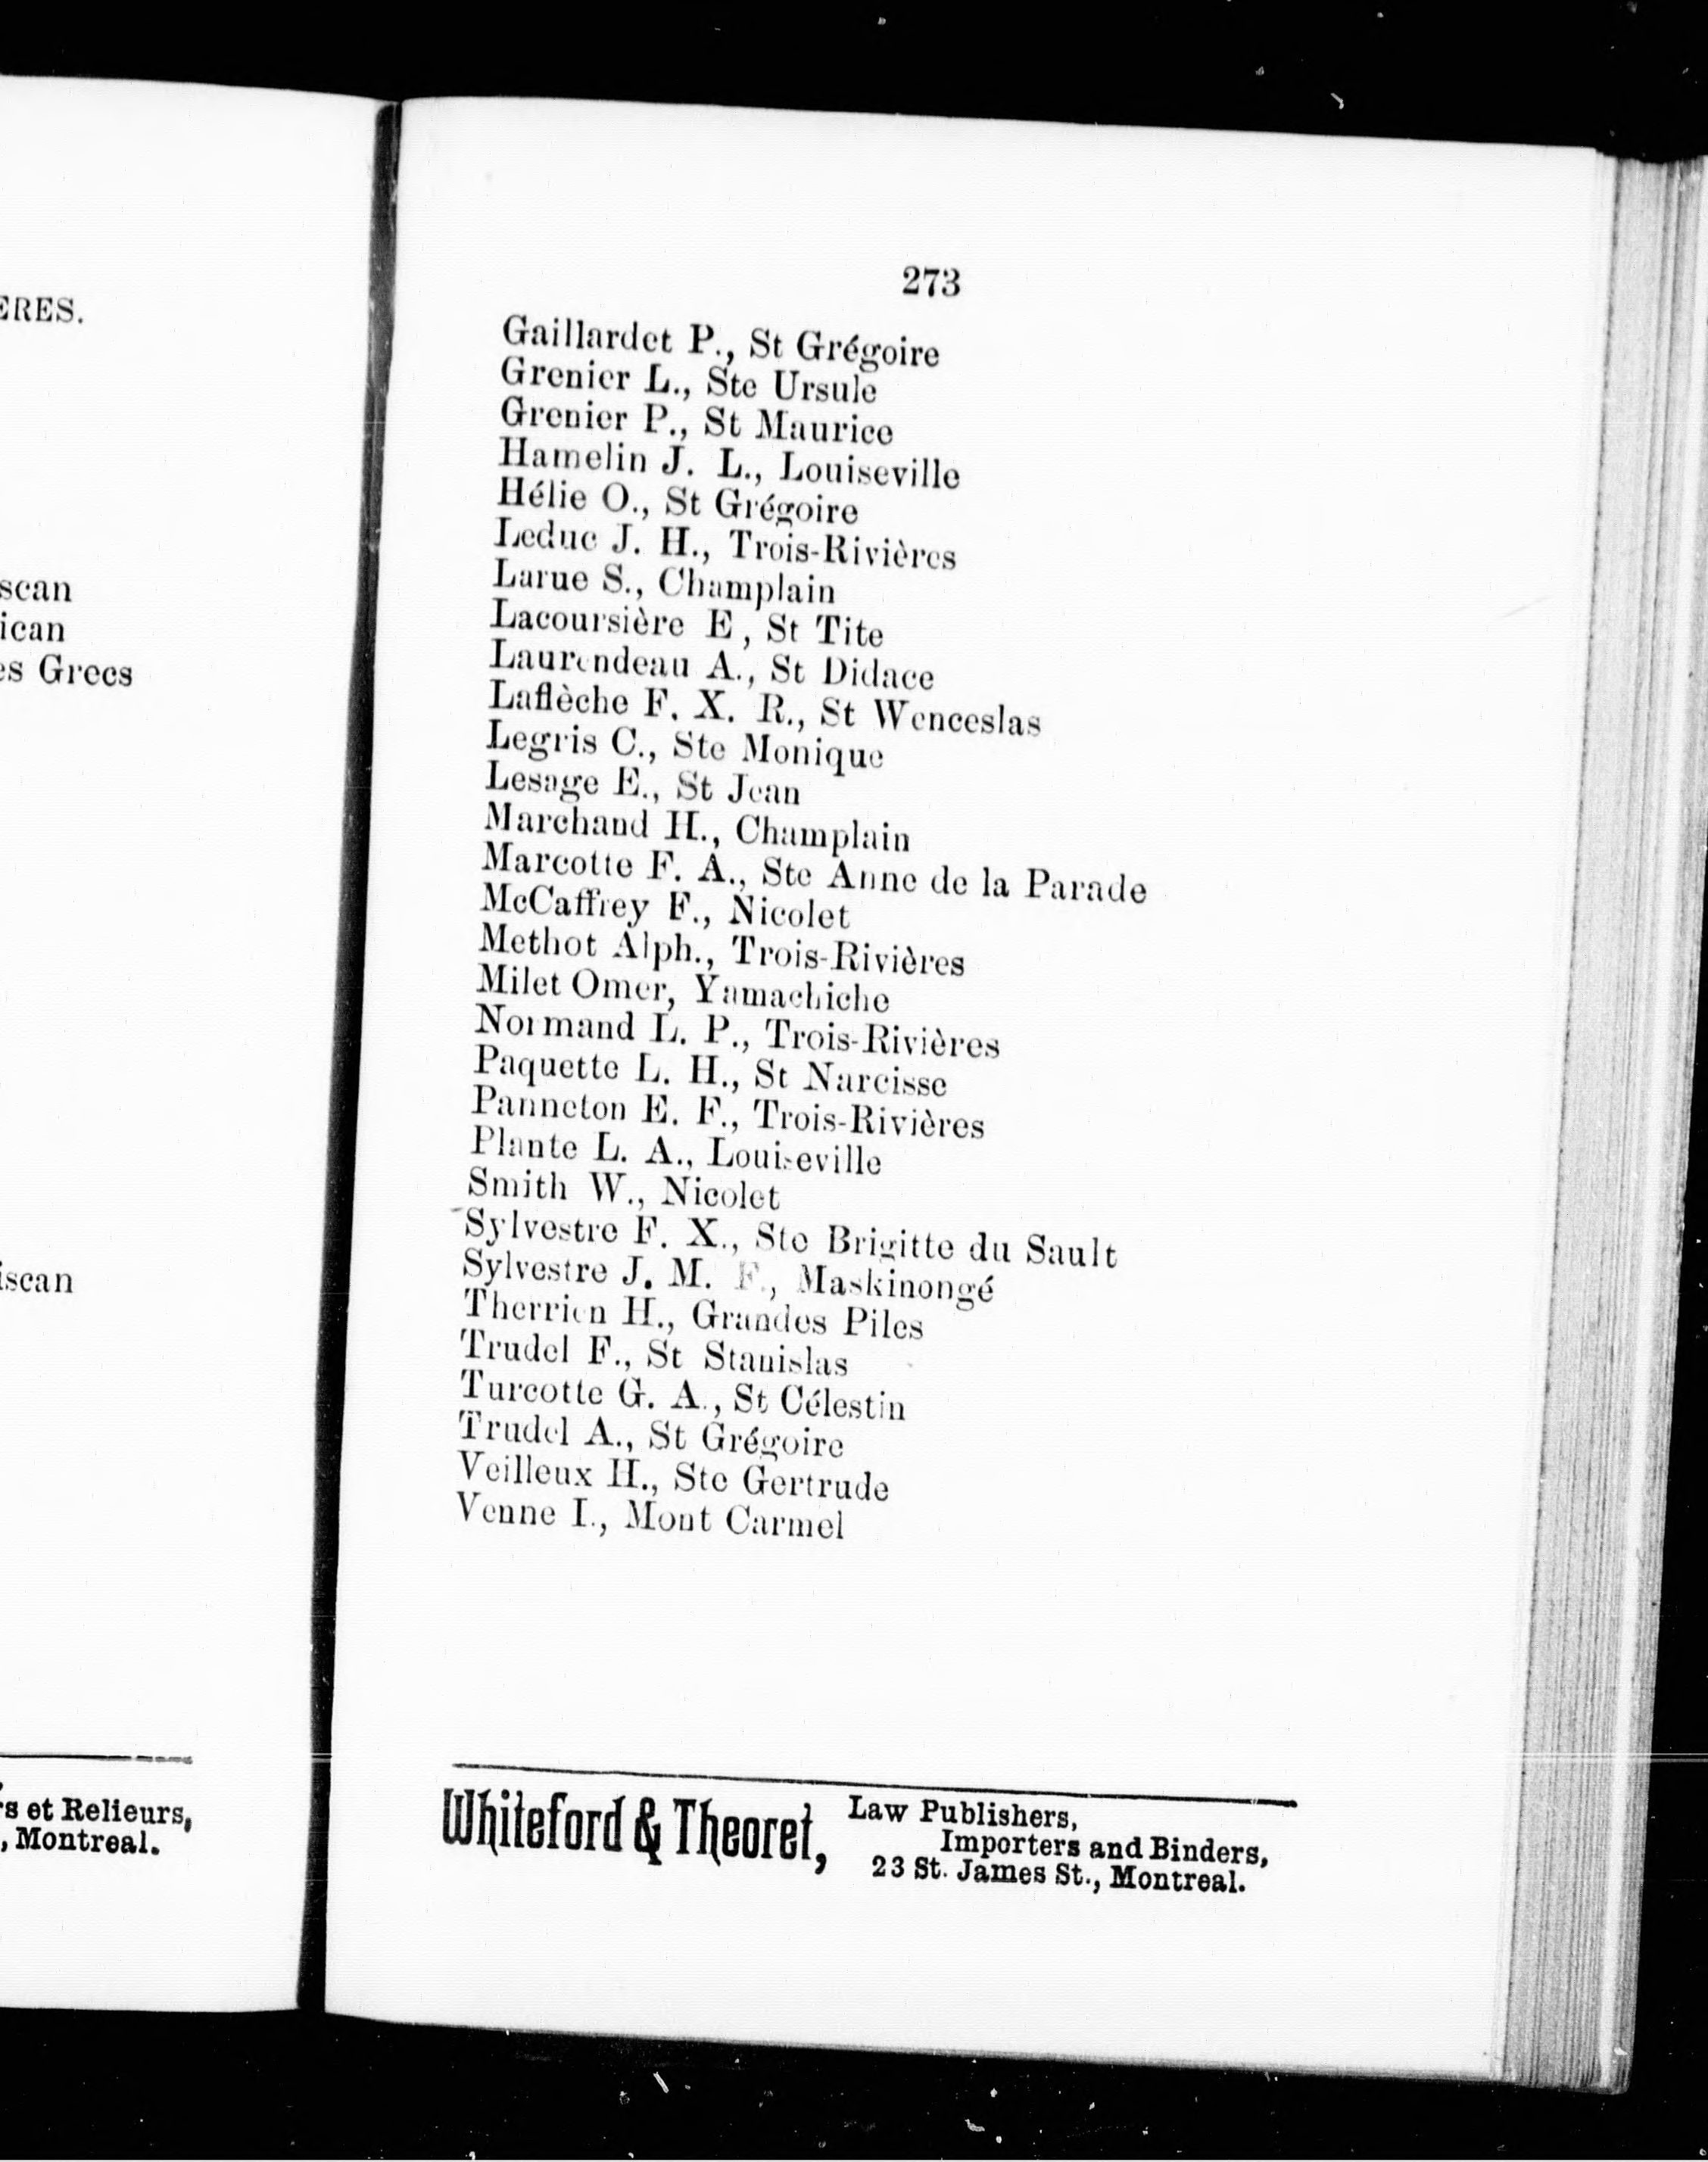 ERES.
scan
ican
es Grecs
iscan
rs et Relieurs,
, Montreal.
273
Gaillardet P., St Grégoire
Grenier L., Ste Ursule
Grenier P., St Maurice
Hamelin J. L., Louiseville
Hélie O., St Grégoire
Leduc J. H., Trois-Rivières
Larue S., Champlain
Lacoursière E, St Tite
Laurendeau A., St Didace
Laflèche F. X. R., St Wenceslas
Legris C., Ste Monique
Lesage E., St Jean
Marchand H., Champlain
Marcotte F. A., Ste Anne de la Parade
McCaffrey F., Nicolet
Methot Alph., Trois-Rivières
Milet Omer, Yamachiche
Normand L. P., Trois-Rivières
Paquette L. H., St Narcisse
Panneton E. F., Trois-Rivières
Plante L. A., Louiseville
Smith W., Nicolet
Sylvestre F. X., Ste Brigitte du Sault
Sylvestre J. M. F., Maskinongé
Therrien H., Grandes Piles
Trudel F., St Stanislas
Turcotte G. A., St Célestin
Trudel A., St Grégoire
Veilleux H., Ste Gertrude
Venne I., Mont Carmel
Whiteford & Theoret, Law Publishers,
Importers and Binders,
23 St. James St., Montreal.